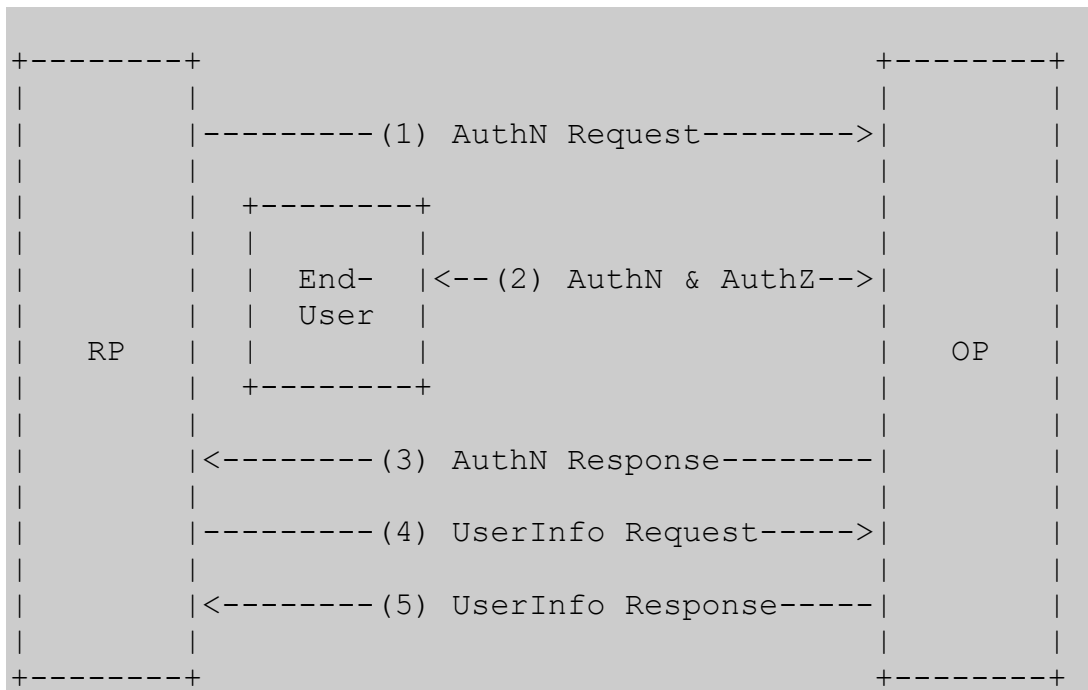 (1) AuthN Request
End- (2) AuthN & AuthZ
User
RP OP
(3) AuthN Response
(4) UserInfo Request
(5) UserInfo Response